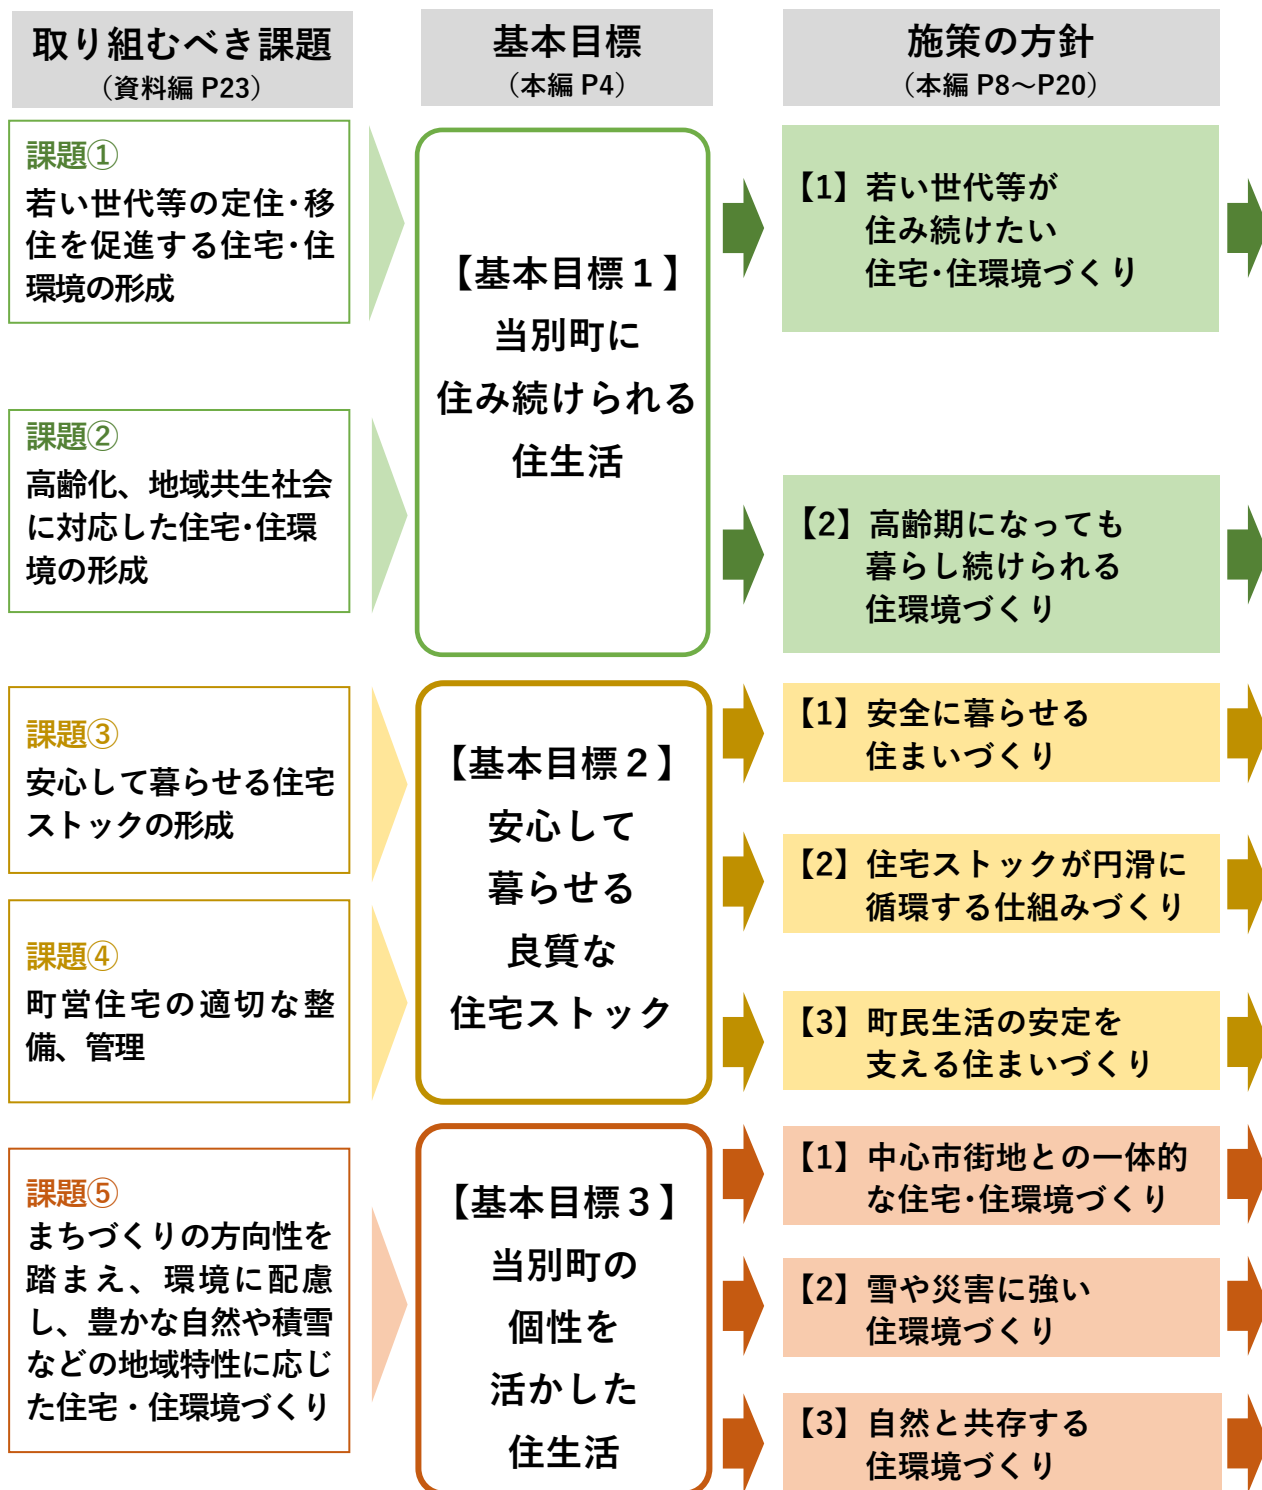 取り組むべき課題
（資料編 P23）
基本目標
（本編 P4）
施策の方針
（本編 P8～P20）
課題①
若い世代等の定住･移
住を促進する住宅･住
環境の形成
課題②
高齢化、地域共生社会
に対応した住宅･住環
境の形成
【基本目標１】
当別町に
住み続けられる
住生活
【1】若い世代等が
住み続けたい
住宅･住環境づくり
【2】高齢期になっても
暮らし続けられる
住環境づくり
課題③
安心して暮らせる住宅
ストックの形成
課題④
町営住宅の適切な整
備、管理
【基本目標２】
安心して
暮らせる
良質な
住宅ストック
【1】安全に暮らせる
住まいづくり
【2】住宅ストックが円滑に
循環する仕組みづくり
【3】町民生活の安定を
支える住まいづくり
課題⑤
まちづくりの方向性を
踏まえ、環境に配慮
し、豊かな自然や積雪
などの地域特性に応じ
た住宅・住環境づくり
【基本目標３】
当別町の
個性を
活かした
住生活
【1】中心市街地との一体的
な住宅･住環境づくり
【2】雪や災害に強い
住環境づくり
【3】自然と共存する
住環境づくり